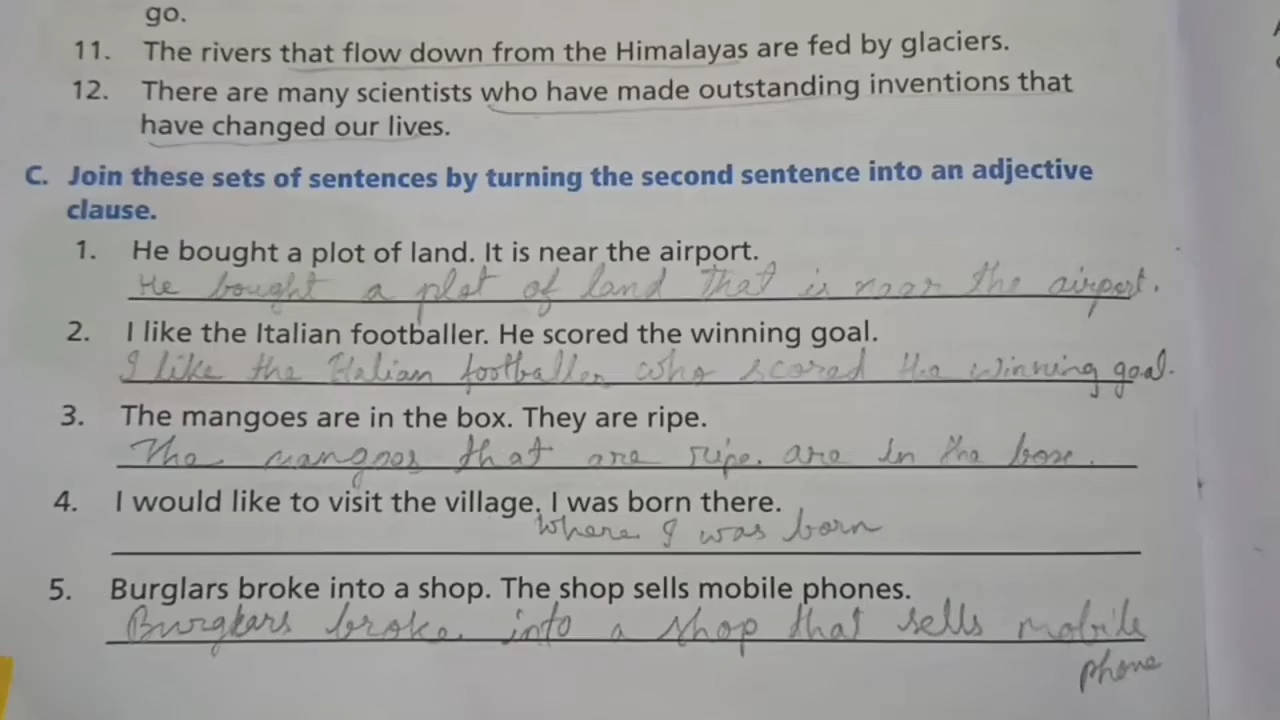 go.
11. The rivers that flow down from the Himalayas are fed by glaciers.
12. There are many scientists who have made outstanding inventions that
have changed our lives.
C. Join these sets of sentences by turning the second sentence into an adjective
clause.
1. He bought a plot of land. It is near the airport.
He bought a plot of land that is near the airport.
2. I like the Italian footballer. He scored the winning goal.
I like the Italian footballer who scored the winning goal.
3. The mangoes are in the box. They are ripe.
The mangoes that are ripe. are in the box.
4. I would like to visit the village. I was born there.
where I was born
5. Burglars broke into a shop. The shop sells mobile phones.
Burglars broke into a shop that sells mobile
phone